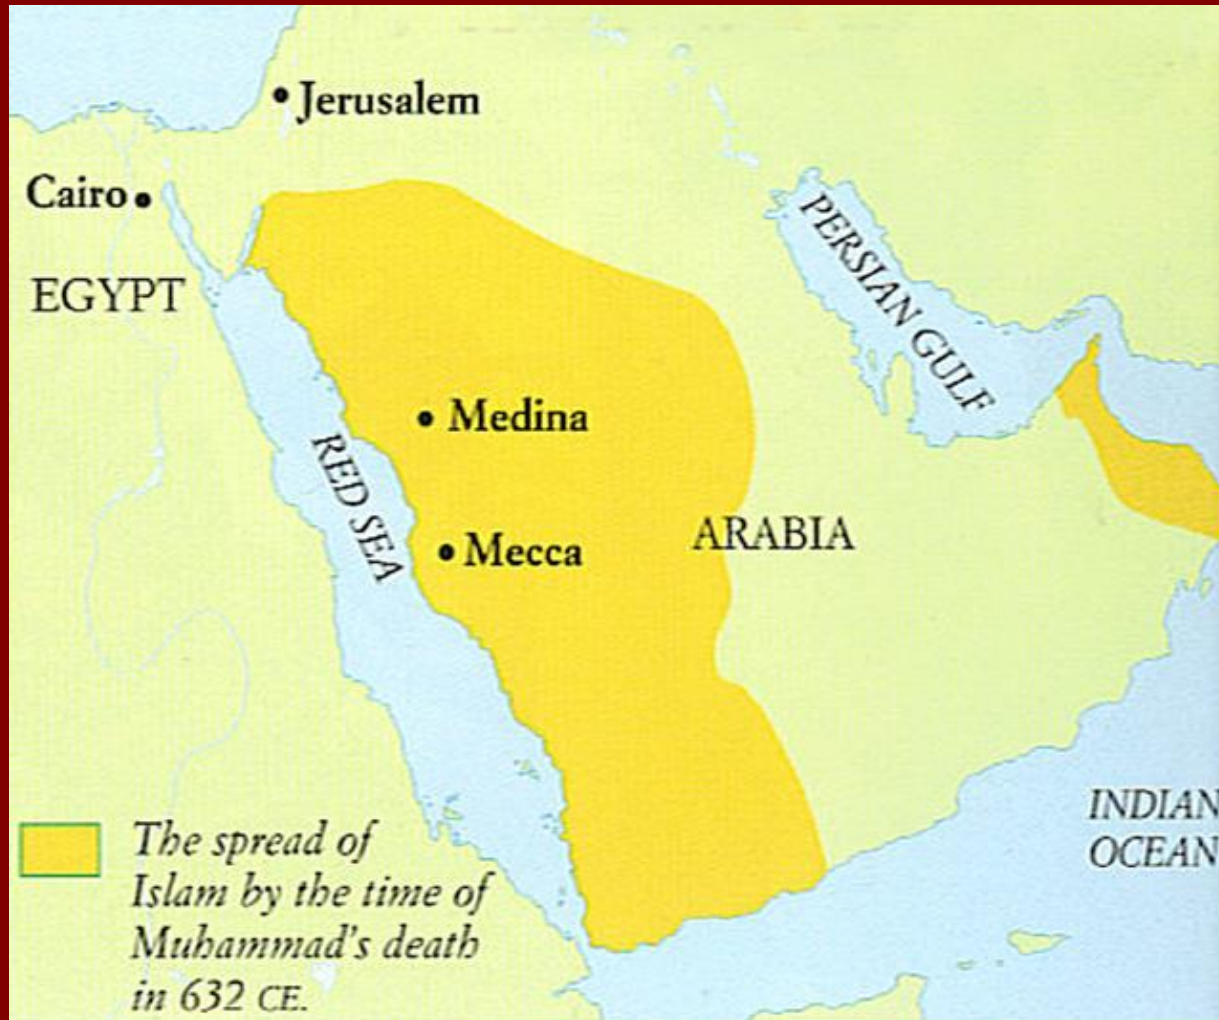 Jerusalem
Cairo
EGYPT
PERSIAN GULF
Medina
RED SEA
ARABIA
Mecca
INDIAN
OCEAN
The spread of
Islam by the time of
Muhammad's death
in 632 CE.